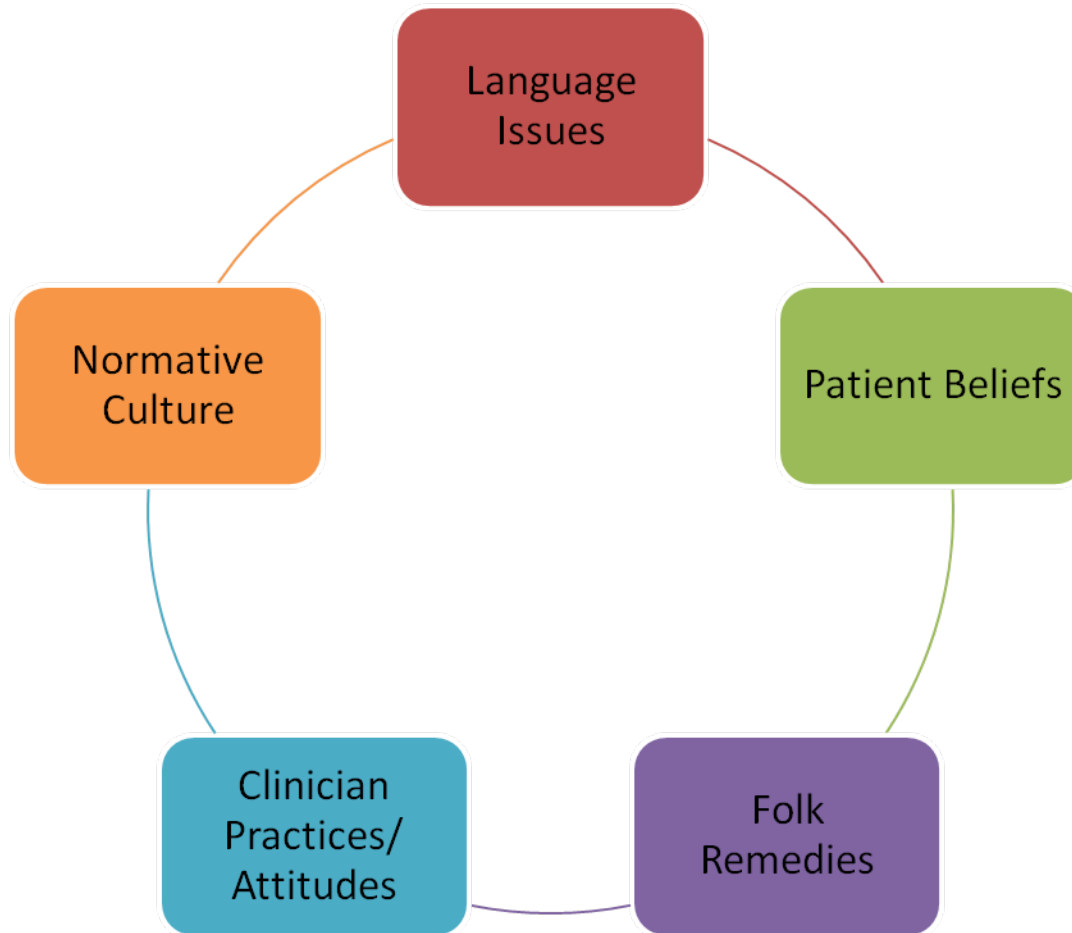 Language
Issues
Patient Beliefs
Folk
Remedies
Clinician
Practices/
Attitudes
Normative
Culture